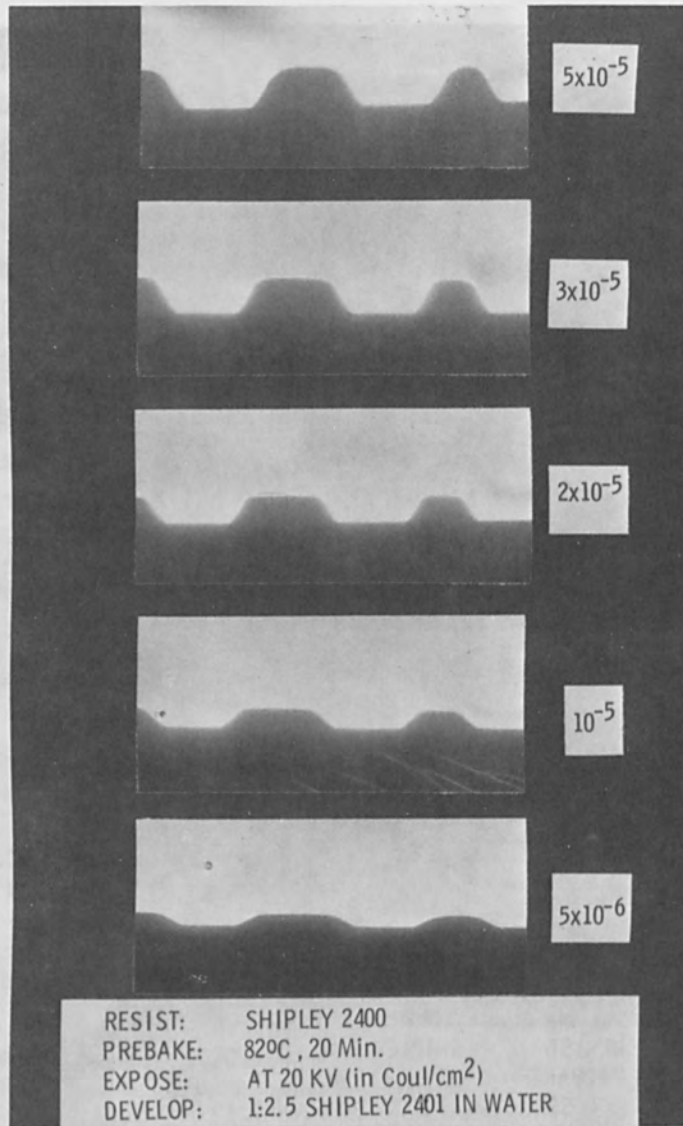 5x10-5
3x10-5
2x10-5
10-5
5x10-6
RESIST: SHIPLEY 2400
PREBAKE: 82ºC, 20 Min.
EXPOSE: AT 20 KV (in Coul/cm2)
DEVELOP: 1:2.5 SHIPLEY 2401 IN WATER